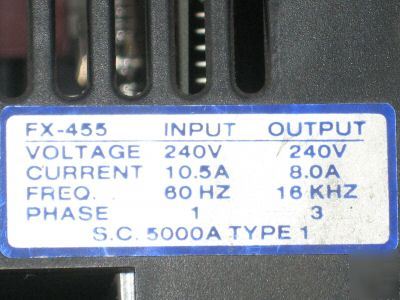 FX-455 INPUT OUTPUT
VOLTAGE 240V 240V
CURRENT 10.5A 8.0A
FREQ. 60 HZ 16 KHZ
PHASE 1 3
S.C. 5000A TYPE 1